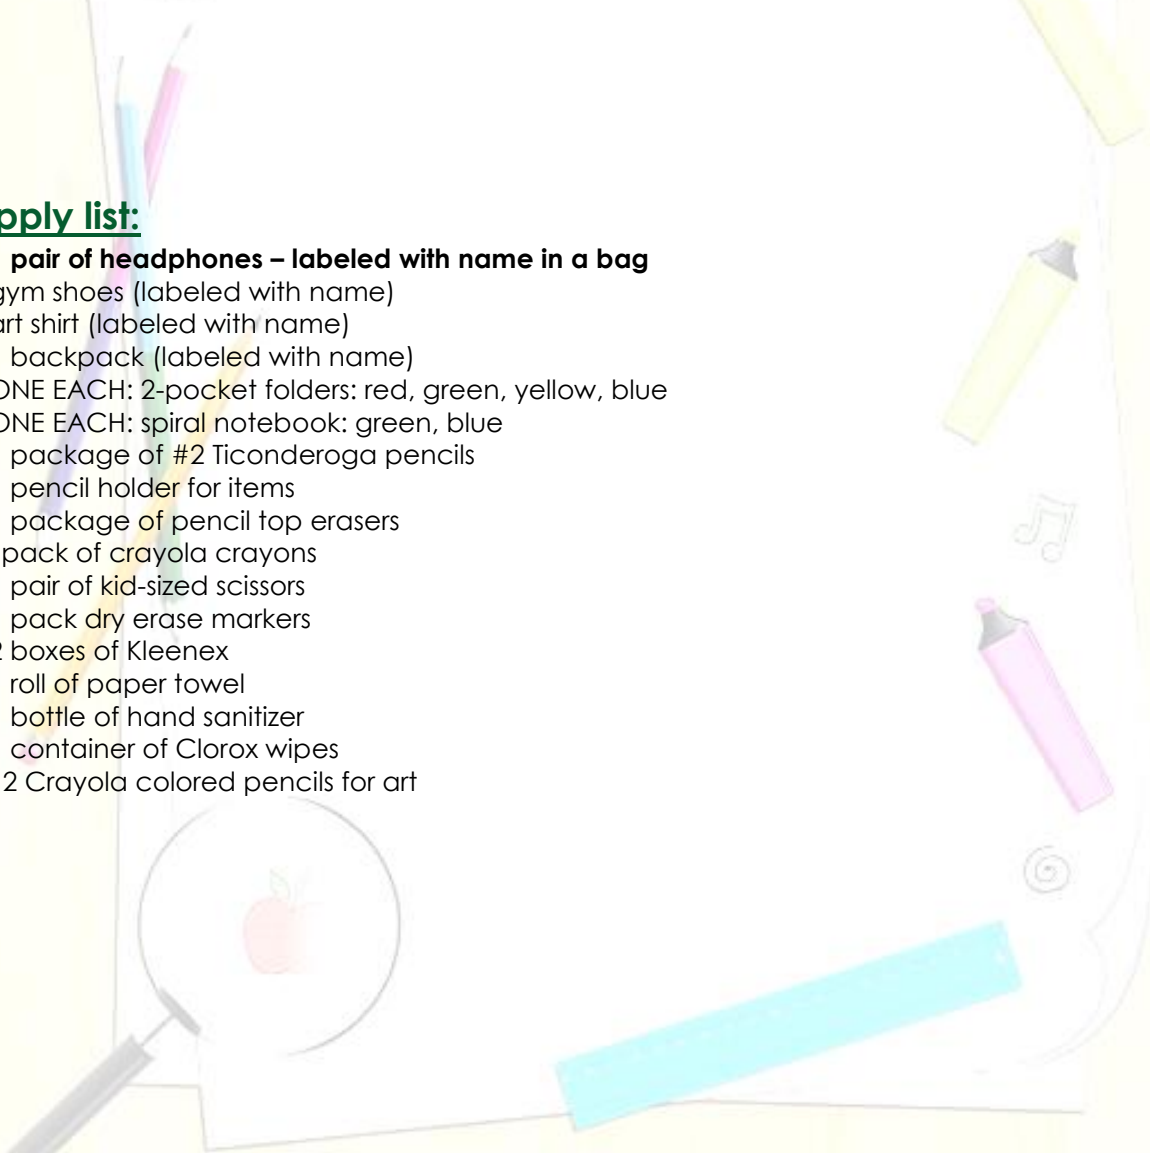 pply list:
pair of headphones – labeled with name in a bag
gym shoes (labeled with name)
art shirt (labeled with name)
backpack (labeled with name)
ONE EACH: 2-pocket folders: red, green, yellow, blue
ONE EACH: spiral notebook: green, blue
package of #2 Ticonderoga pencils
pencil holder for items
package of pencil top erasers
pack of crayola crayons
pair of kid-sized scissors
pack dry erase markers
2 boxes of Kleenex
roll of paper towel
bottle of hand sanitizer
container of Clorox wipes
2 Crayola colored pencils for art